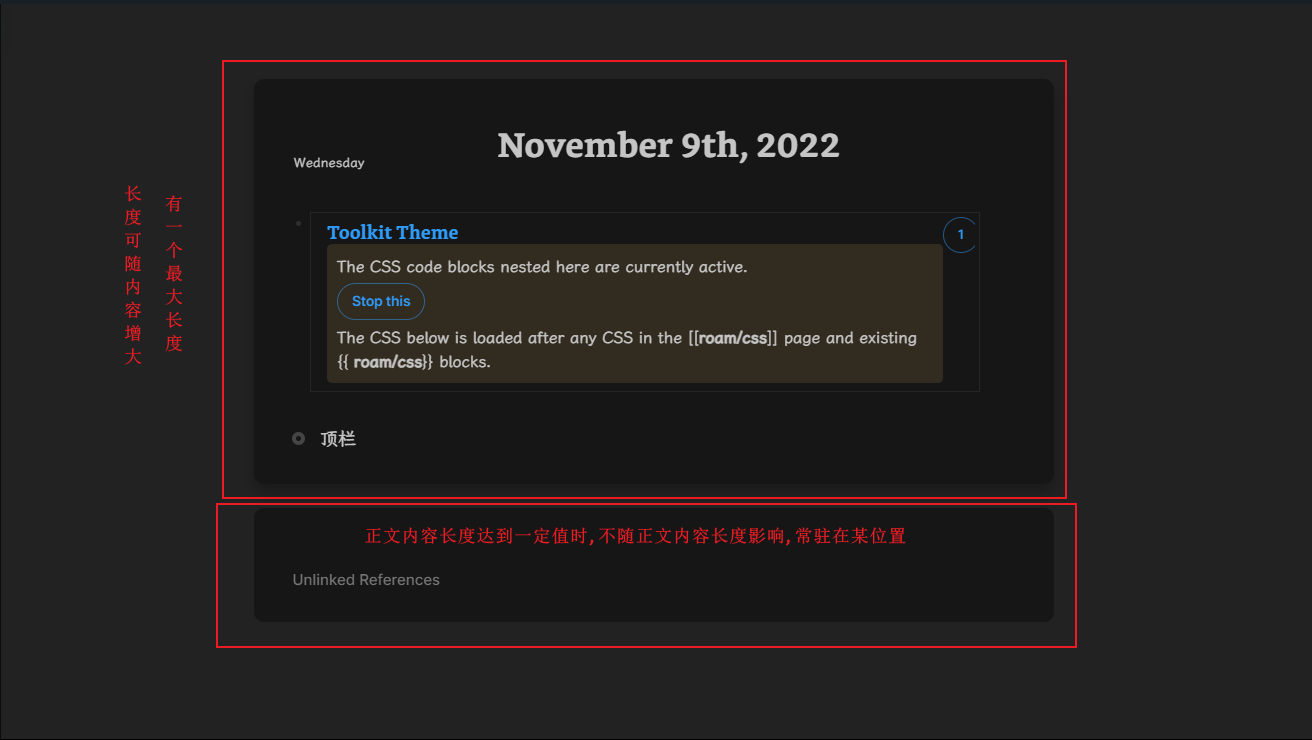 November 9th, 2022
Wednesday
长度可随内容增大
有一个最大长度
Toolkit Theme
1
The CSS code blocks nested here are currently active.
Stop this
The CSS below is loaded after any CSS in the [[roam/css]] page and existing
{{ roam/css}} blocks.
顶栏
正文内容长度达到一定值时,不随正文内容长度影响,常驻在某位置
Unlinked References